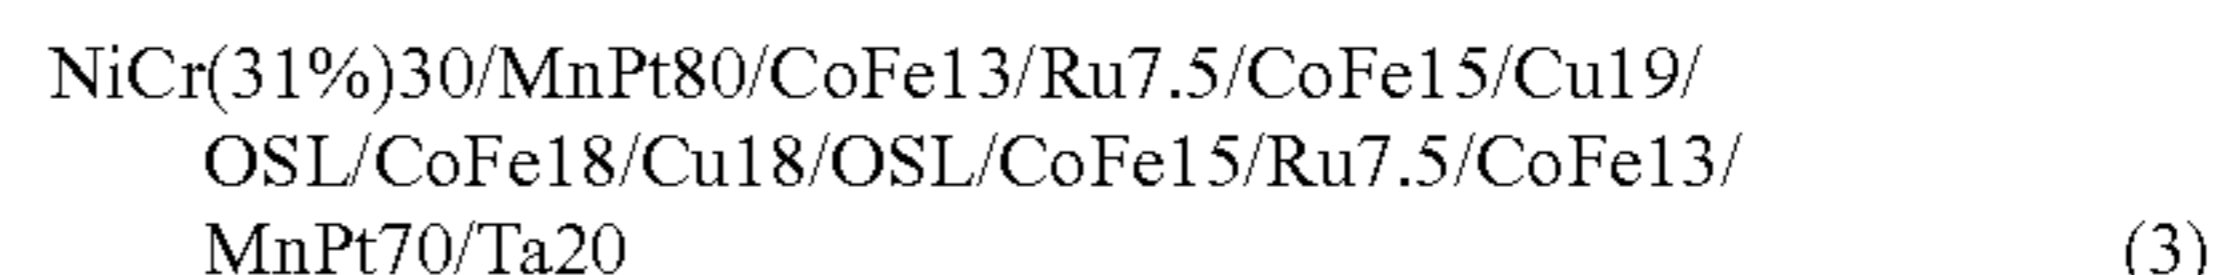 NiCr(31%)30/MnPt80/CoFe13/Ru7.5/CoFe15/Cu19/
OSL/CoFe18/Cu18/OSL/CoFe15/Ru7.5/CoFe13/
MnPt70/Ta20 (3)